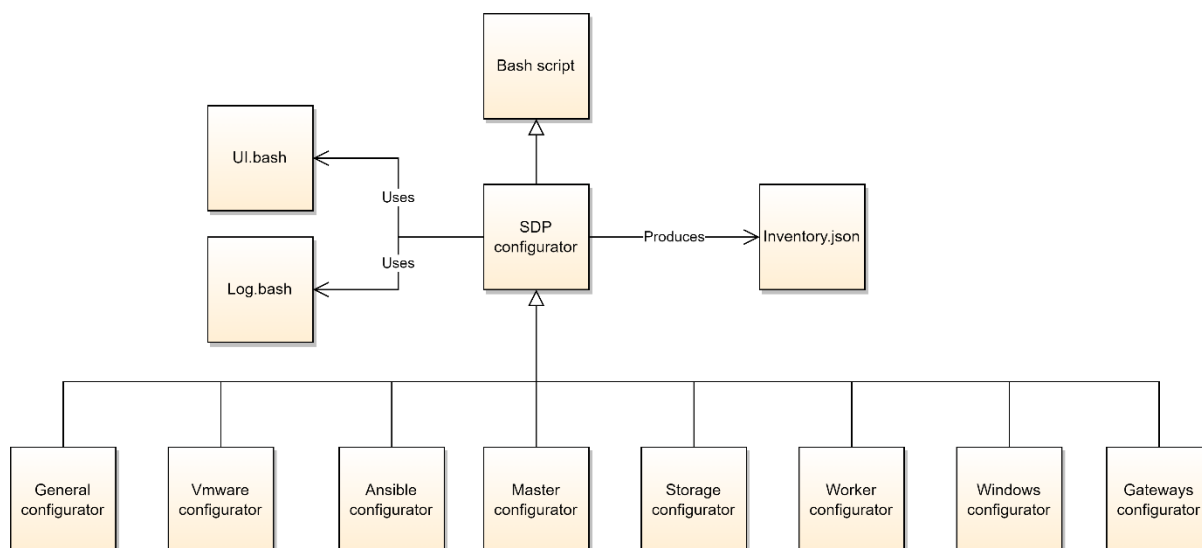 Bash script
UI.bash
Uses
SDP
configurator
Produces
Inventory.json
Uses
Log.bash
General
configurator
Vmware
configurator
Ansible
configurator
Master
configurator
Storage
configurator
Worker
configurator
Windows
configurator
Gateways
configurator